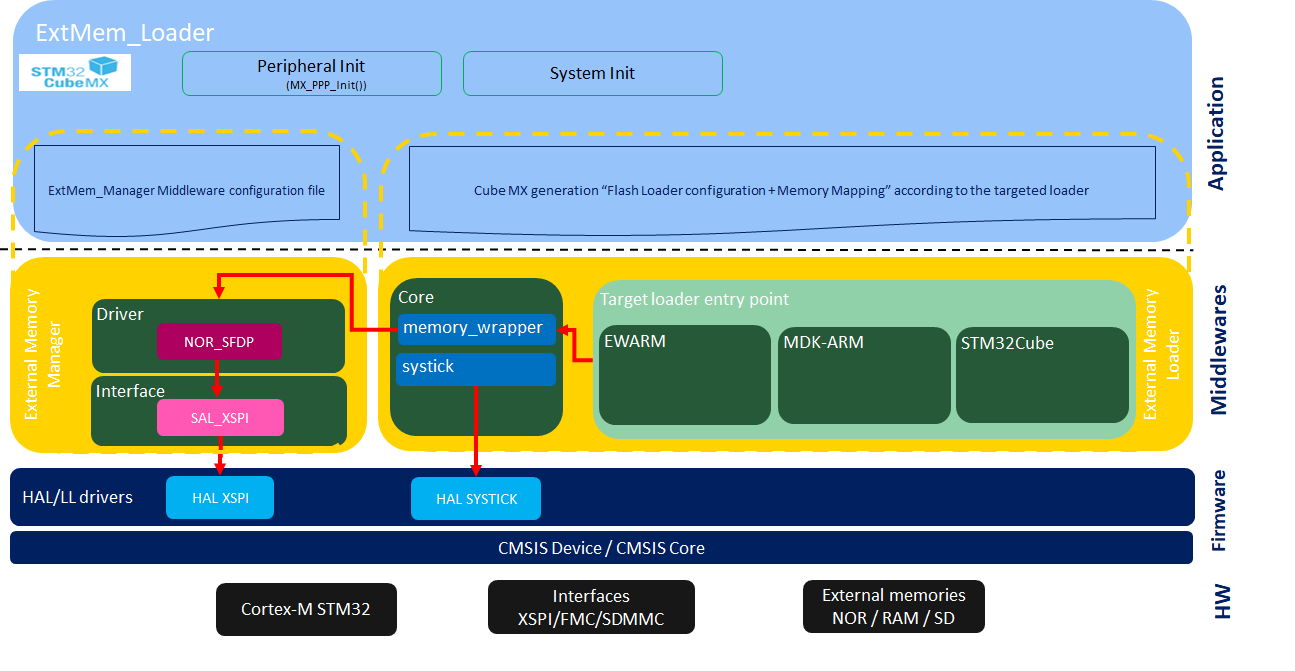 ExtMem_Loader
STM32
CubeMX
Peripheral Init
(MX_PPP_Init())
System Init
Application
ExtMem_Manager Middleware configuration file
Cube MX generation “Flash Loader configuration + Memory Mapping” according to the targeted loader
External Memory
Manager
Driver
NOR_SFDP
Interface
SAL_XSPI
Core
memory_wrapper
systick
Target loader entry point
EWARM
MDK-ARM
STM32Cube
External Memory
Loader
Middlewares
HAL/LL drivers
HAL XSPI
HAL SYSTICK
Firmware
CMSIS Device / CMSIS Core
Cortex-M STM32
Interfaces
XSPI/FMC/SDMMC
External memories
NOR / RAM / SD
HW